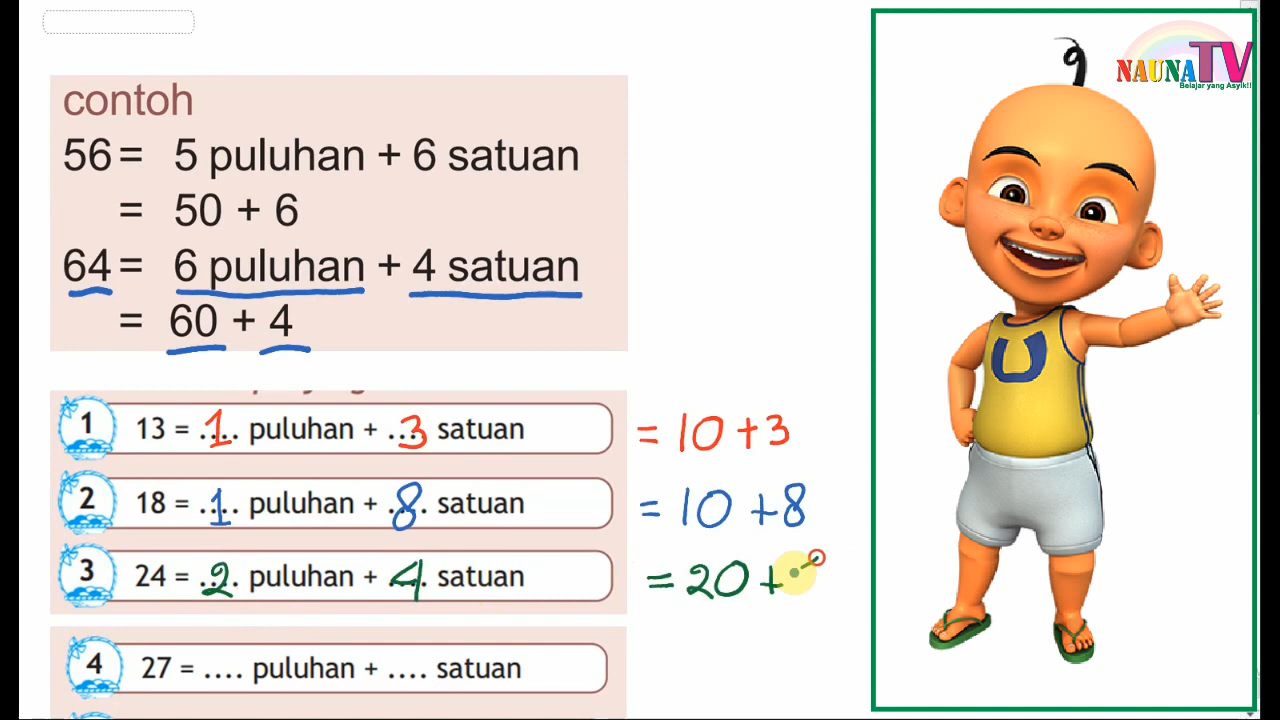 contoh
56 = 5 puluhan + 6 satuan
= 50 + 6
64 = 6 puluhan + 4 satuan
= 60 + 4
1 13 = .1. puluhan + .3. satuan = 10 + 3
2 18 = .1. puluhan + .8. satuan = 10 + 8
3 24 = .2. puluhan + .4. satuan = 20 +
4 27 = .... puluhan + .... satuan
NAUNA TV
Belajar yang Asyik!!
U